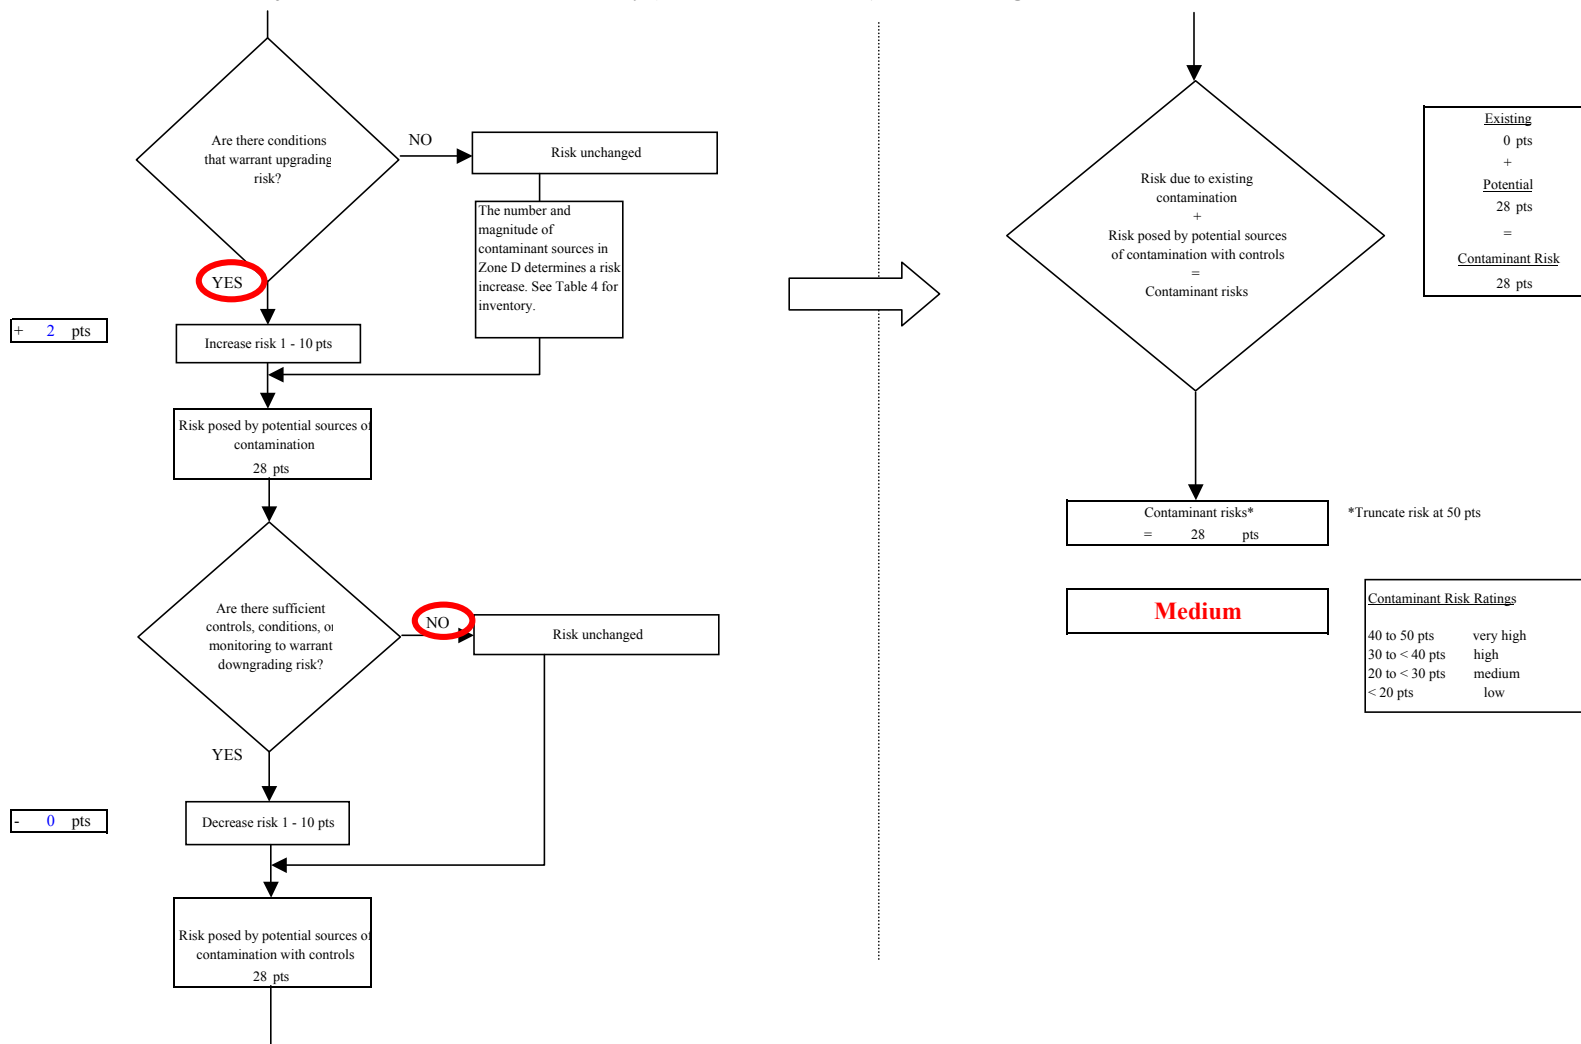 Are there conditions
that warrant upgrading
risk?
NO
Risk unchanged
The number and
magnitude of
contaminant sources in
Zone D determines a risk
increase. See Table 4 for
inventory.
YES
+ 2 pts
Increase risk 1 - 10 pts
Risk posed by potential sources of
contamination
28 pts
Are there sufficient
controls, conditions, or
monitoring to warrant
downgrading risk?
NO
Risk unchanged
YES
- 0 pts
Decrease risk 1 - 10 pts
Risk posed by potential sources of
contamination with controls
28 pts
Risk due to existing
contamination
+
Risk posed by potential sources
of contamination with controls
=
Contaminant risks
Existing
0 pts
+
Potential
28 pts
=
Contaminant Risk
28 pts
Contaminant risks*
= 28 pts
*Truncate risk at 50 pts
Medium
Contaminant Risk Ratings
40 to 50 pts very high
30 to < 40 pts high
20 to < 30 pts medium
< 20 pts low